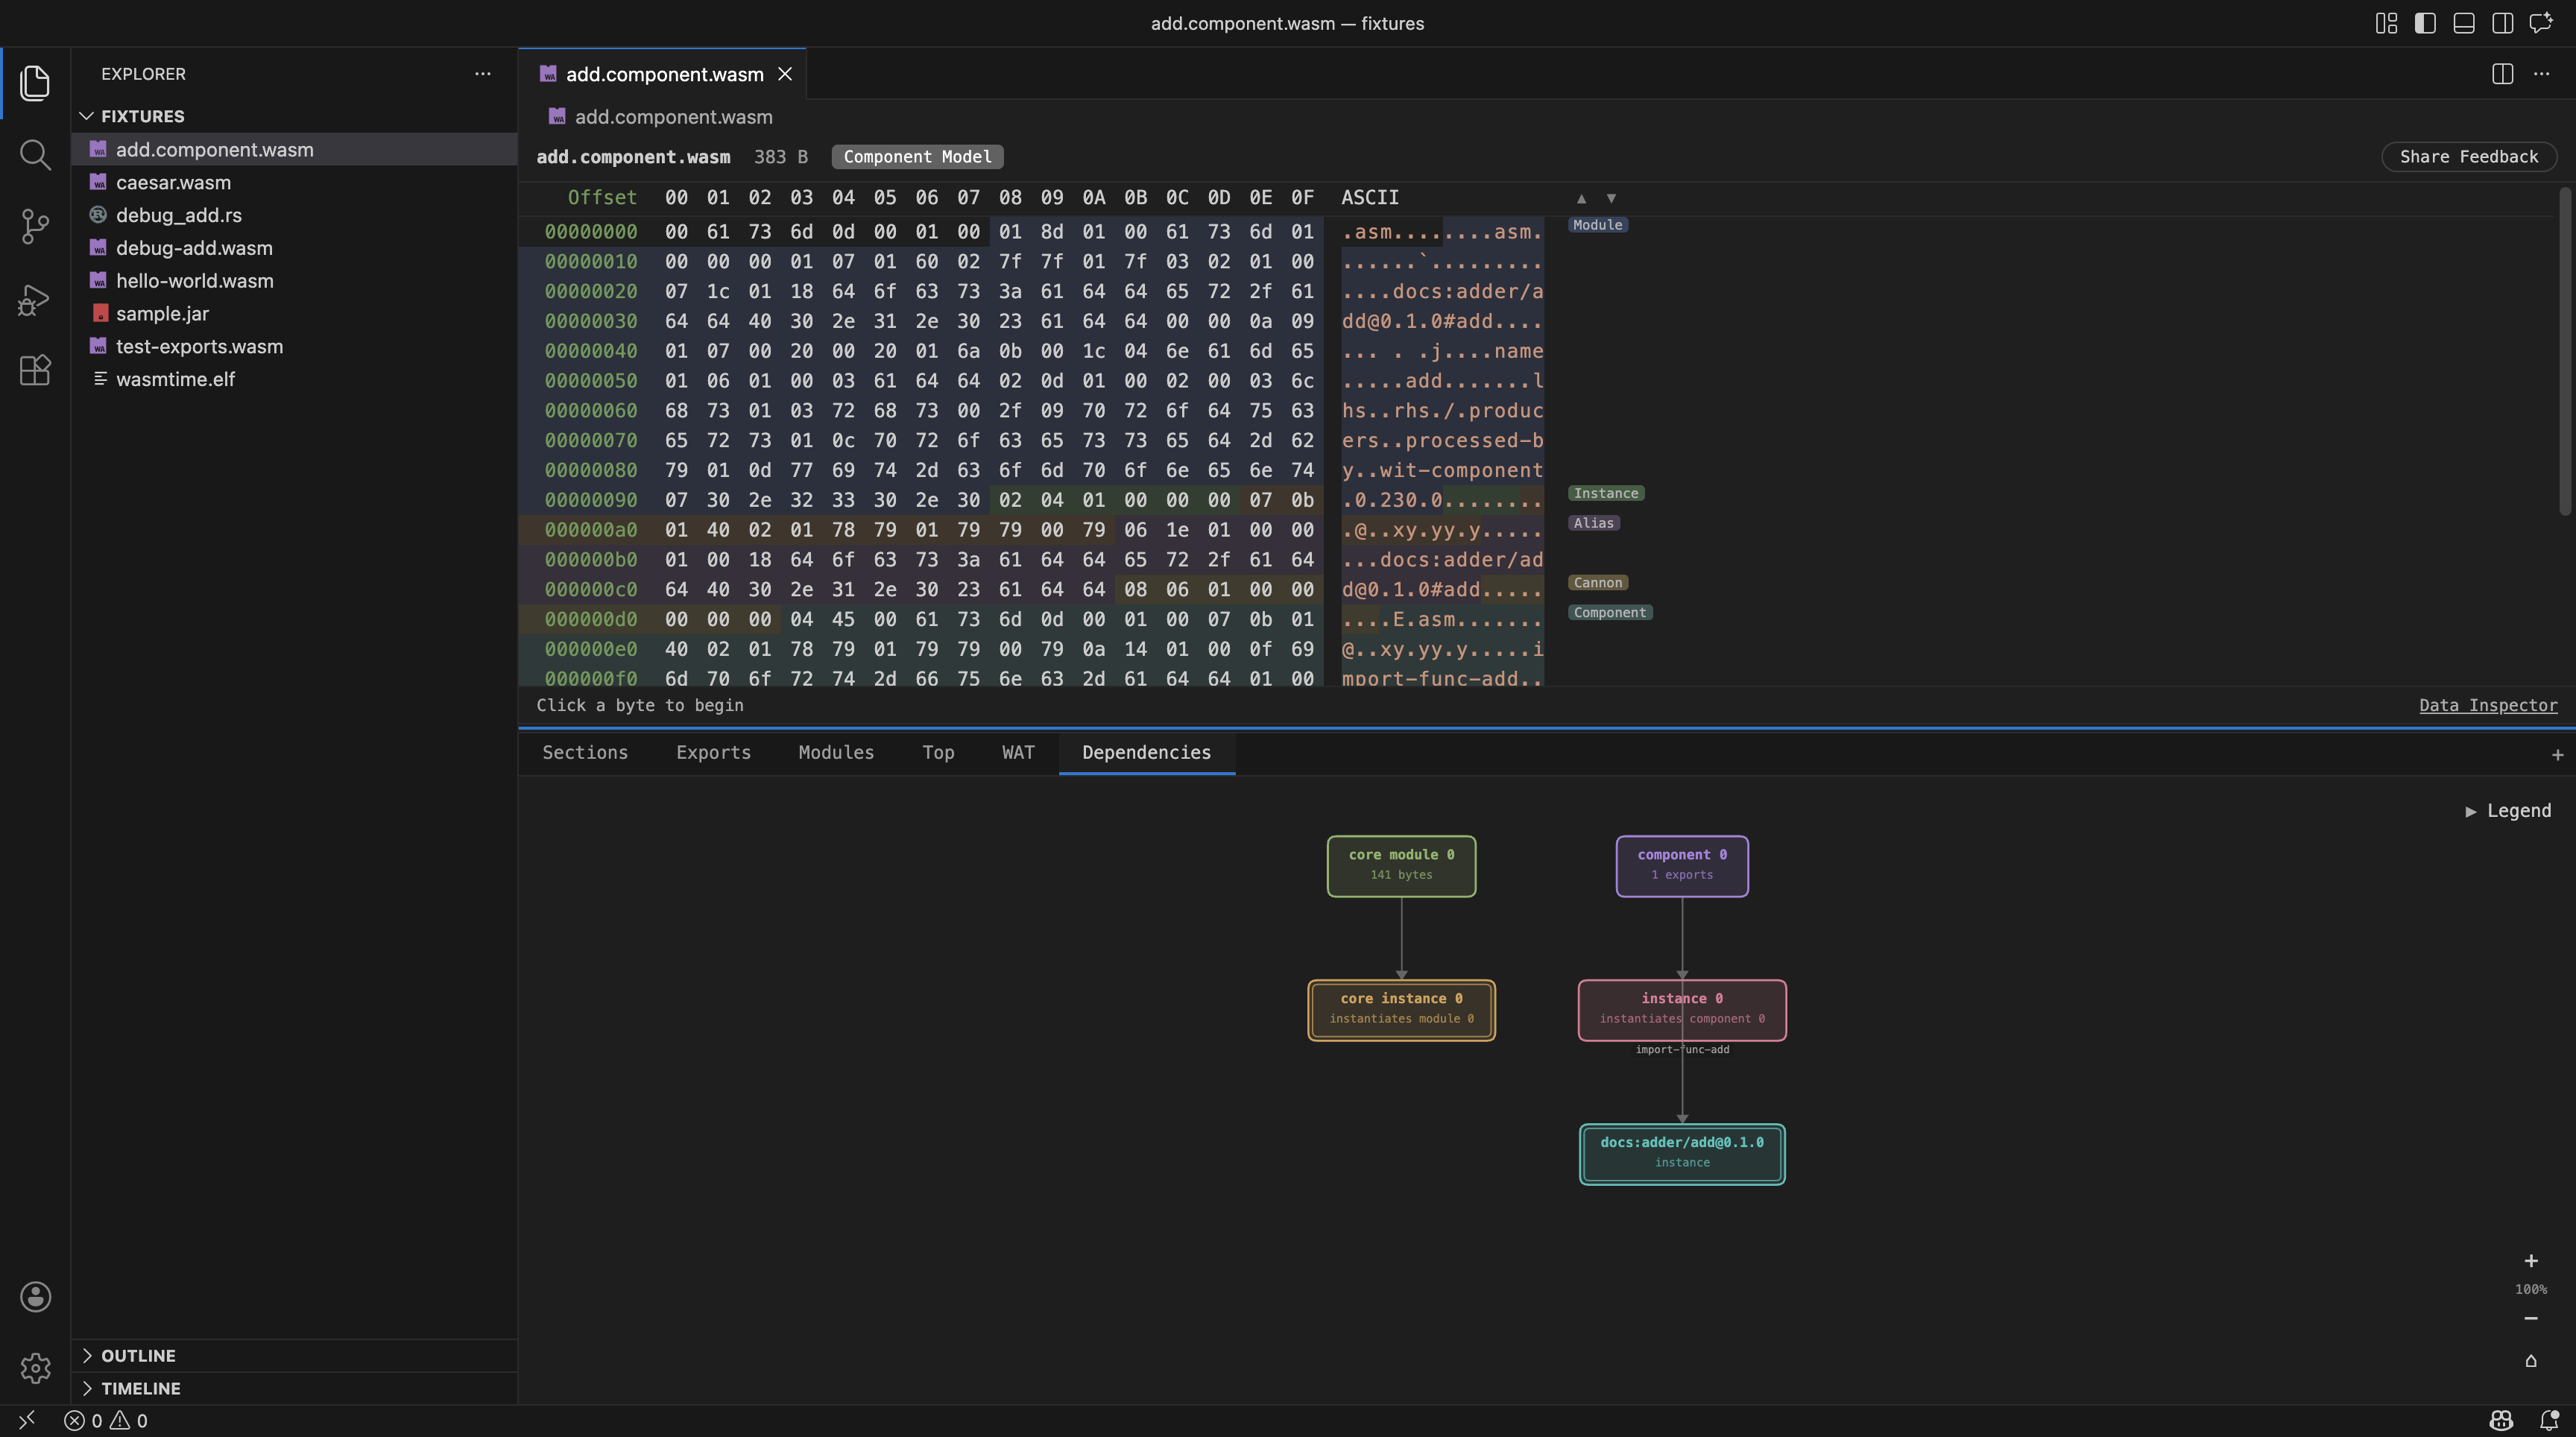 add.component.wasm — fixtures
EXPLORER
FIXTURES
add.component.wasm
caesar.wasm
debug_add.rs
debug-add.wasm
hello-world.wasm
sample.jar
test-exports.wasm
wasmtime.elf
OUTLINE
TIMELINE
add.component.wasm
add.component.wasm
add.component.wasm 383 B Component Model Share Feedback
Offset 00 01 02 03 04 05 06 07 08 09 0A 0B 0C 0D 0E 0F ASCII ▲ ▼
00000000 00 61 73 6d 0d 00 01 00 01 8d 01 00 61 73 6d 01 .asm........asm. Module
00000010 00 00 00 01 07 01 60 02 7f 7f 01 7f 03 02 01 00 ......`.........
00000020 07 1c 01 18 64 6f 63 73 3a 61 64 64 65 72 2f 61 ....docs:adder/a
00000030 64 64 40 30 2e 31 2e 30 23 61 64 64 00 00 0a 09 dd@0.1.0#add....
00000040 01 07 00 20 00 20 01 6a 0b 00 1c 04 6e 61 6d 65 ... . .j....name
00000050 01 06 01 00 03 61 64 64 02 0d 01 00 02 00 03 6c .....add.......l
00000060 68 73 01 03 72 68 73 00 2f 09 70 72 6f 64 75 63 hs..rhs./.produc
00000070 65 72 73 01 0c 70 72 6f 63 65 73 73 65 64 2d 62 ers..processed-b
00000080 79 01 0d 77 69 74 2d 63 6f 6d 70 6f 6e 65 6e 74 y..wit-component
00000090 07 30 2e 32 33 30 2e 30 02 04 01 00 00 00 07 0b .0.230.0........ Instance
000000a0 01 40 02 01 78 79 01 79 79 00 79 06 1e 01 00 00 .@..xy.yy.y..... Alias
000000b0 01 00 18 64 6f 63 73 3a 61 64 64 65 72 2f 61 64 ...docs:adder/ad
000000c0 64 40 30 2e 31 2e 30 23 61 64 64 08 06 01 00 00 d@0.1.0#add..... Cannon
000000d0 00 00 00 04 45 00 61 73 6d 0d 00 01 00 07 0b 01 ....E.asm....... Component
000000e0 40 02 01 78 79 01 79 79 00 79 0a 14 01 00 0f 69 @..xy.yy.y.....i
000000f0 6d 70 6f 72 74 2d 66 75 6e 63 2d 61 64 64 01 00 mport-func-add..
Click a byte to begin Data Inspector
Sections Exports Modules Top WAT Dependencies +
▶ Legend
core module 0
141 bytes
component 0
1 exports
core instance 0
instantiates module 0
instance 0
instantiates component 0
import-func-add
docs:adder/add@0.1.0
instance
+
100%
−
0 0